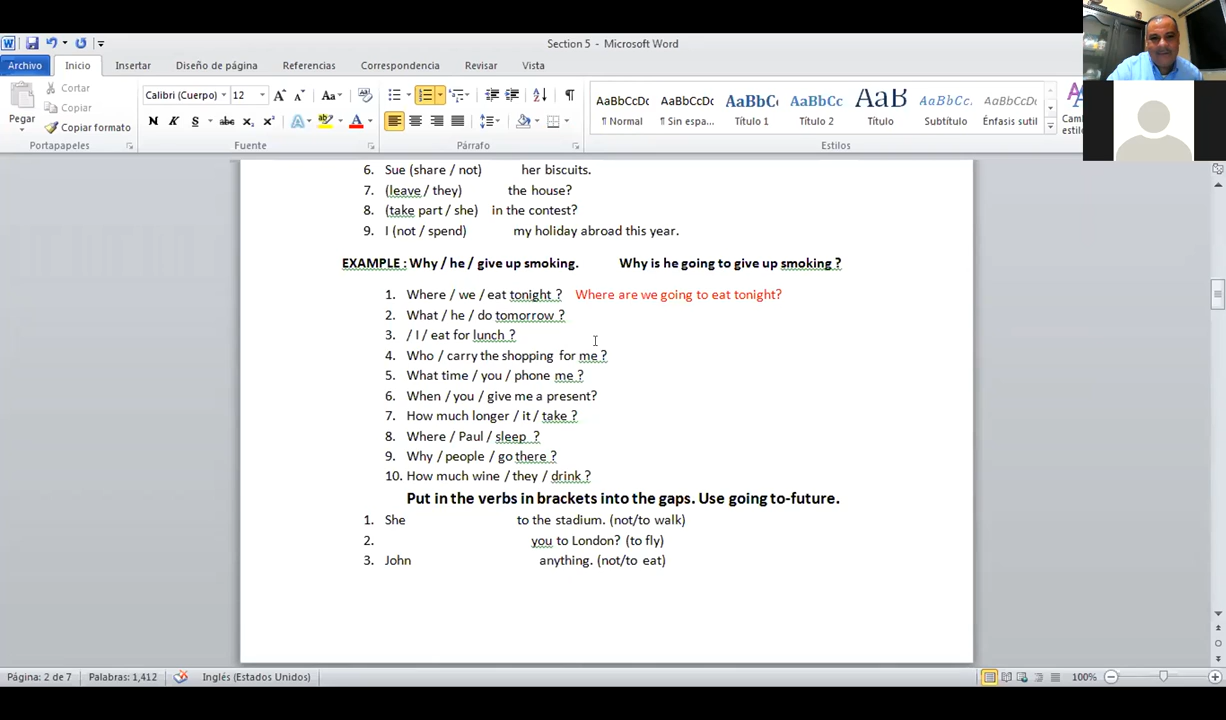 Section 5 - Microsoft Word
Archivo Inicio Insertar Diseño de página Referencias Correspondencia Revisar Vista
Pegar
Cortar
Copiar
Copiar formato
Portapapeles
Calibri (Cuerpo) 12
Fuente
Párrafo
AaBbCcDc AaBbCcDc AaBbCc AaBbCc AaB AaBbCc. AaBbCcDc
¶ Normal ¶ Sin espa... Título 1 Título 2 Título Subtítulo Énfasis sutil
Estilos
6. Sue (share / not) her biscuits.
7. (leave / they) the house?
8. (take part / she) in the contest?
9. I (not / spend) my holiday abroad this year.
EXAMPLE : Why / he / give up smoking. Why is he going to give up smoking ?
1. Where / we / eat tonight ? Where are we going to eat tonight?
2. What / he / do tomorrow ?
3. / I / eat for lunch ?
4. Who / carry the shopping for me ?
5. What time / you / phone me ?
6. When / you / give me a present?
7. How much longer / it / take ?
8. Where / Paul / sleep ?
9. Why / people / go there ?
10. How much wine / they / drink ?
Put in the verbs in brackets into the gaps. Use going to-future.
1. She to the stadium. (not/to walk)
2. you to London? (to fly)
3. John anything. (not/to eat)
Página: 2 de 7 Palabras: 1,412 Inglés (Estados Unidos) 100%